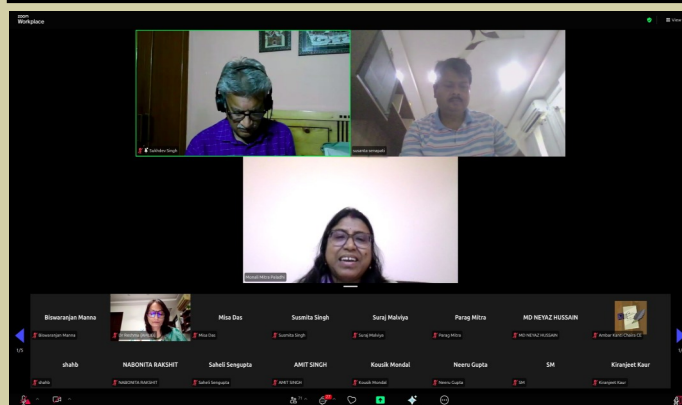 zoom
Workplace
View
Sukhdev Singh
susanta senapati
Biswaranjan Manna
Misa Das
Susmita Singh
Suraj Malviya
Parag Mitra
MD NEYAZ HUSSAIN
Biswaranjan Manna
Misa Das
Susmita Singh
Suraj Malviya
Parag Mitra
MD NEYAZ HUSSAIN
1/5
shahb
NABONITA RAKSHIT
Saheli Sengupta
AMIT SINGH
Kousik Mondal
Neeru Gupta
SM
Kiranjeet Kaur
shahb
NABONITA RAKSHIT
Saheli Sengupta
AMIT SINGH
Kousik Mondal
Neeru Gupta
SM
Kiranjeet Kaur